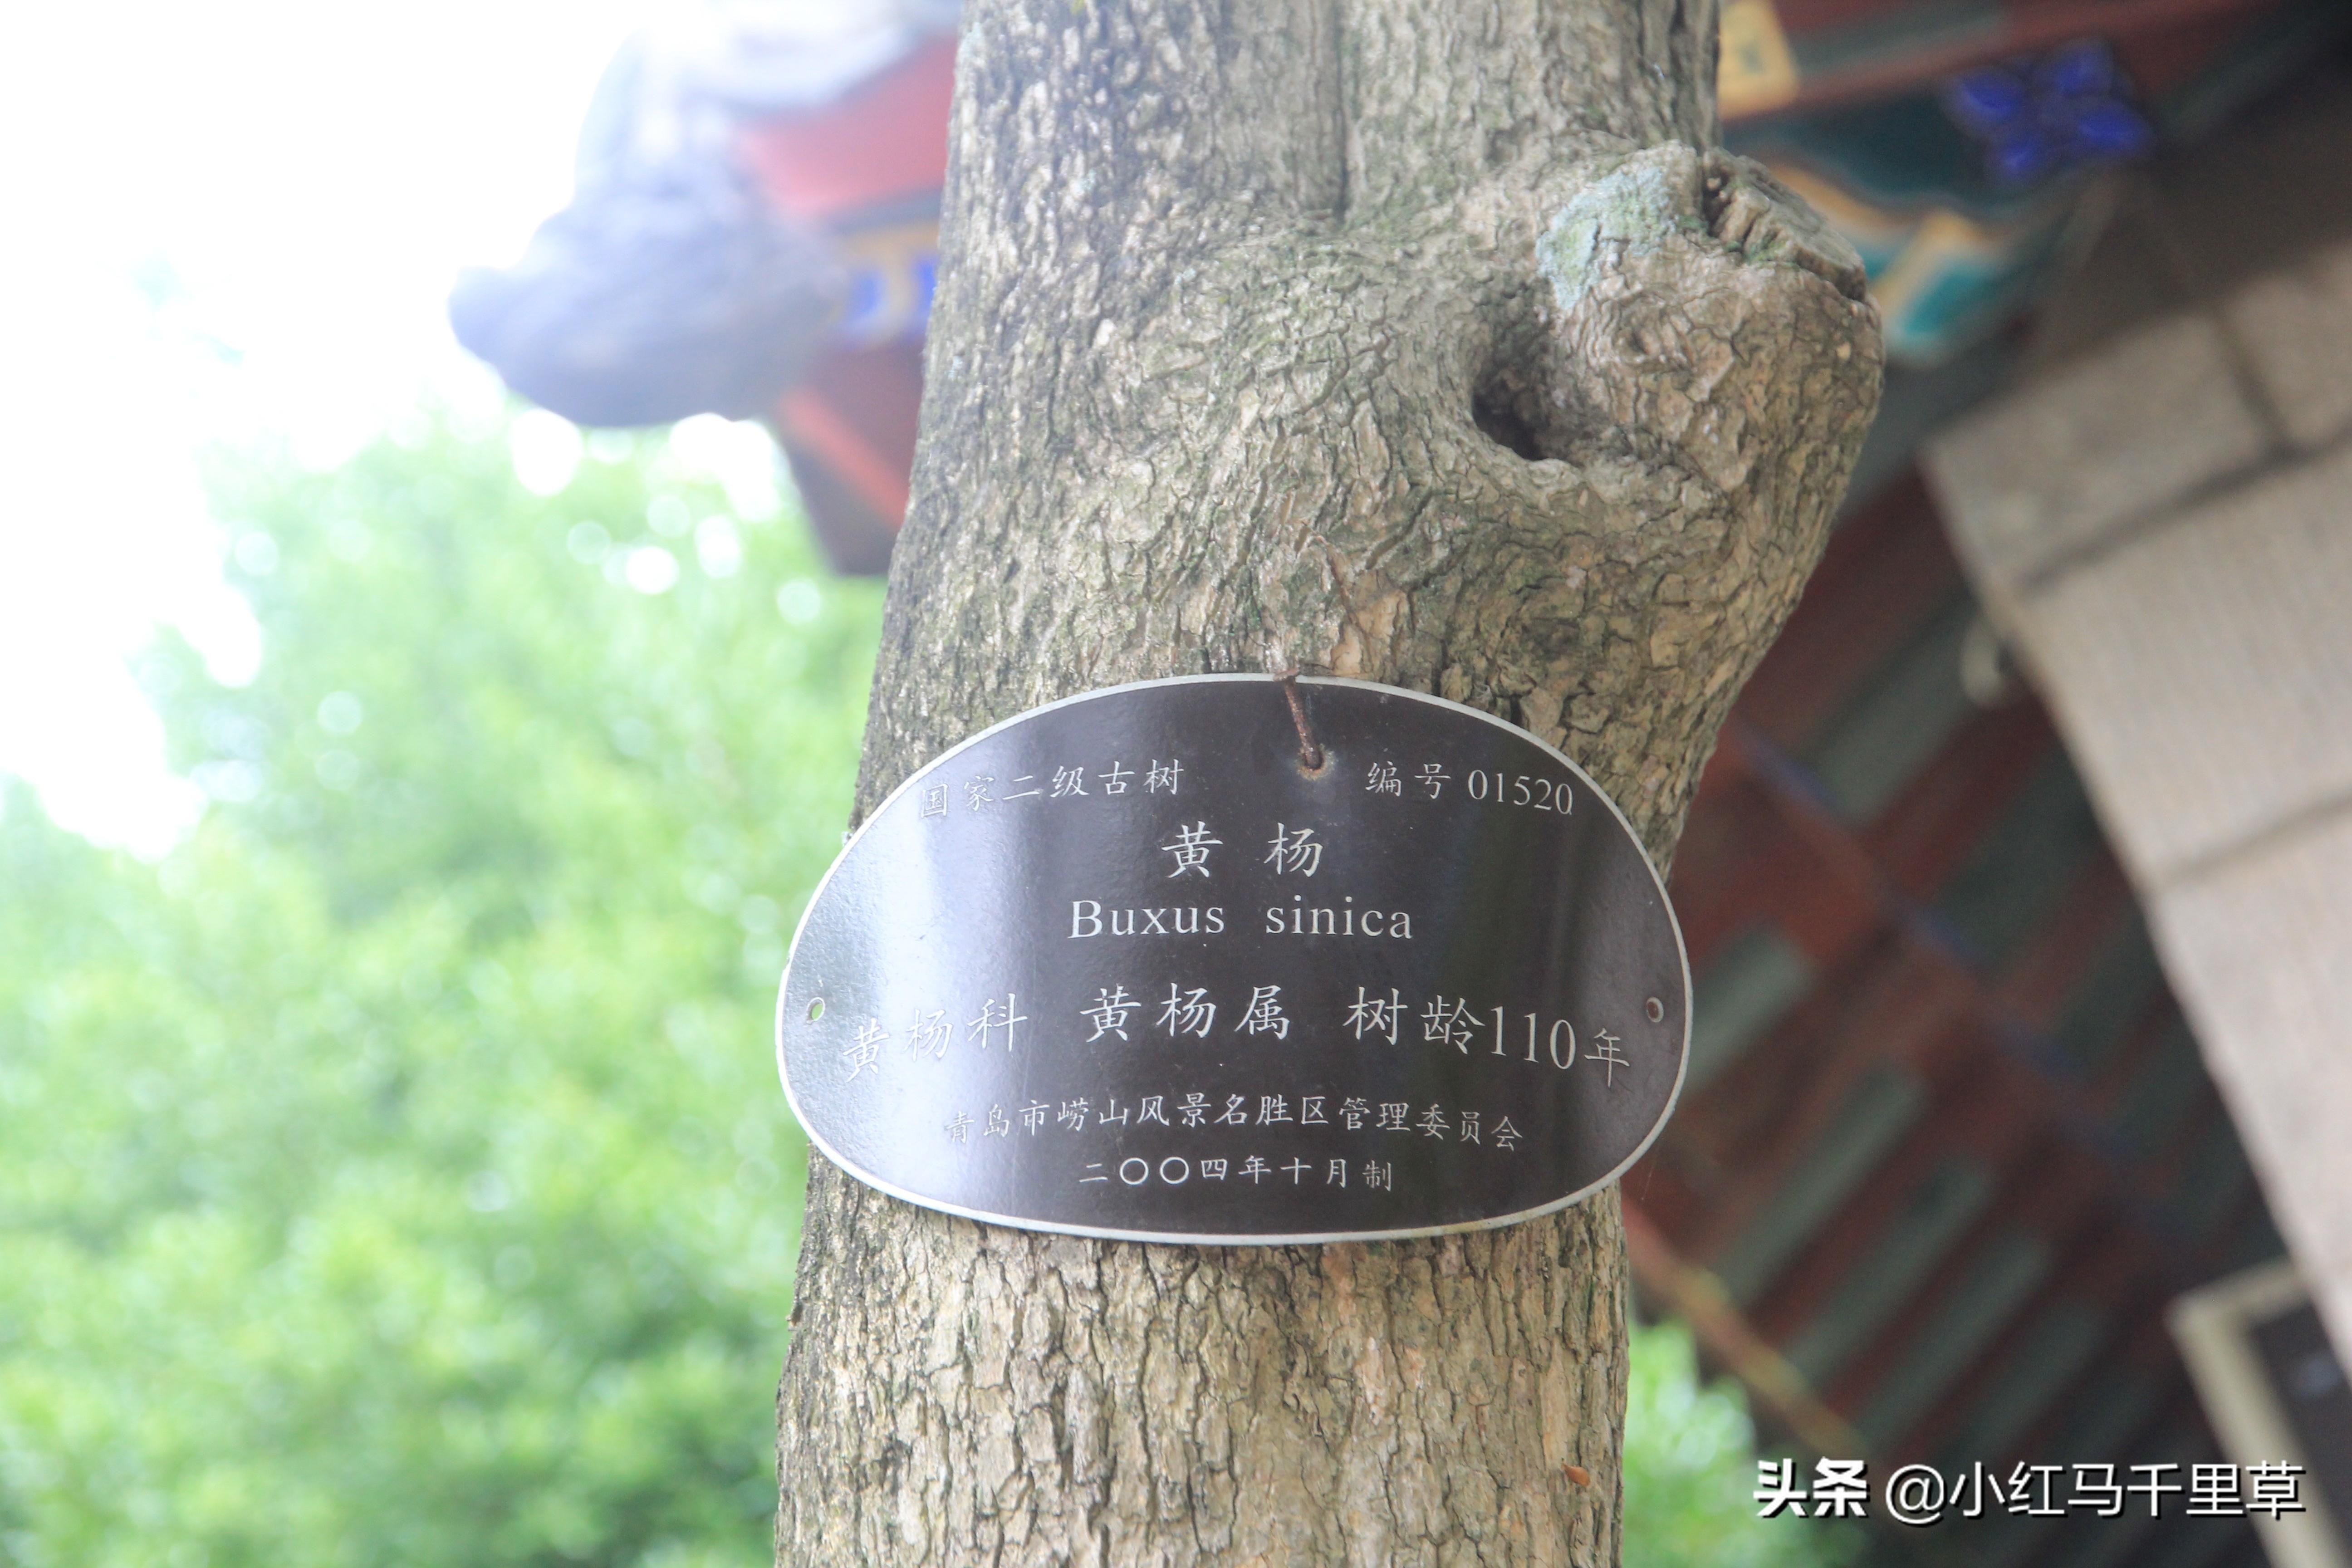 国家二级古树 编号 01520
黄杨
Buxus sinica
黄杨科 黄杨属 树龄110年
青岛市崂山风景名胜区管理委员会
二〇〇四年十月制
头条 @小红马千里草